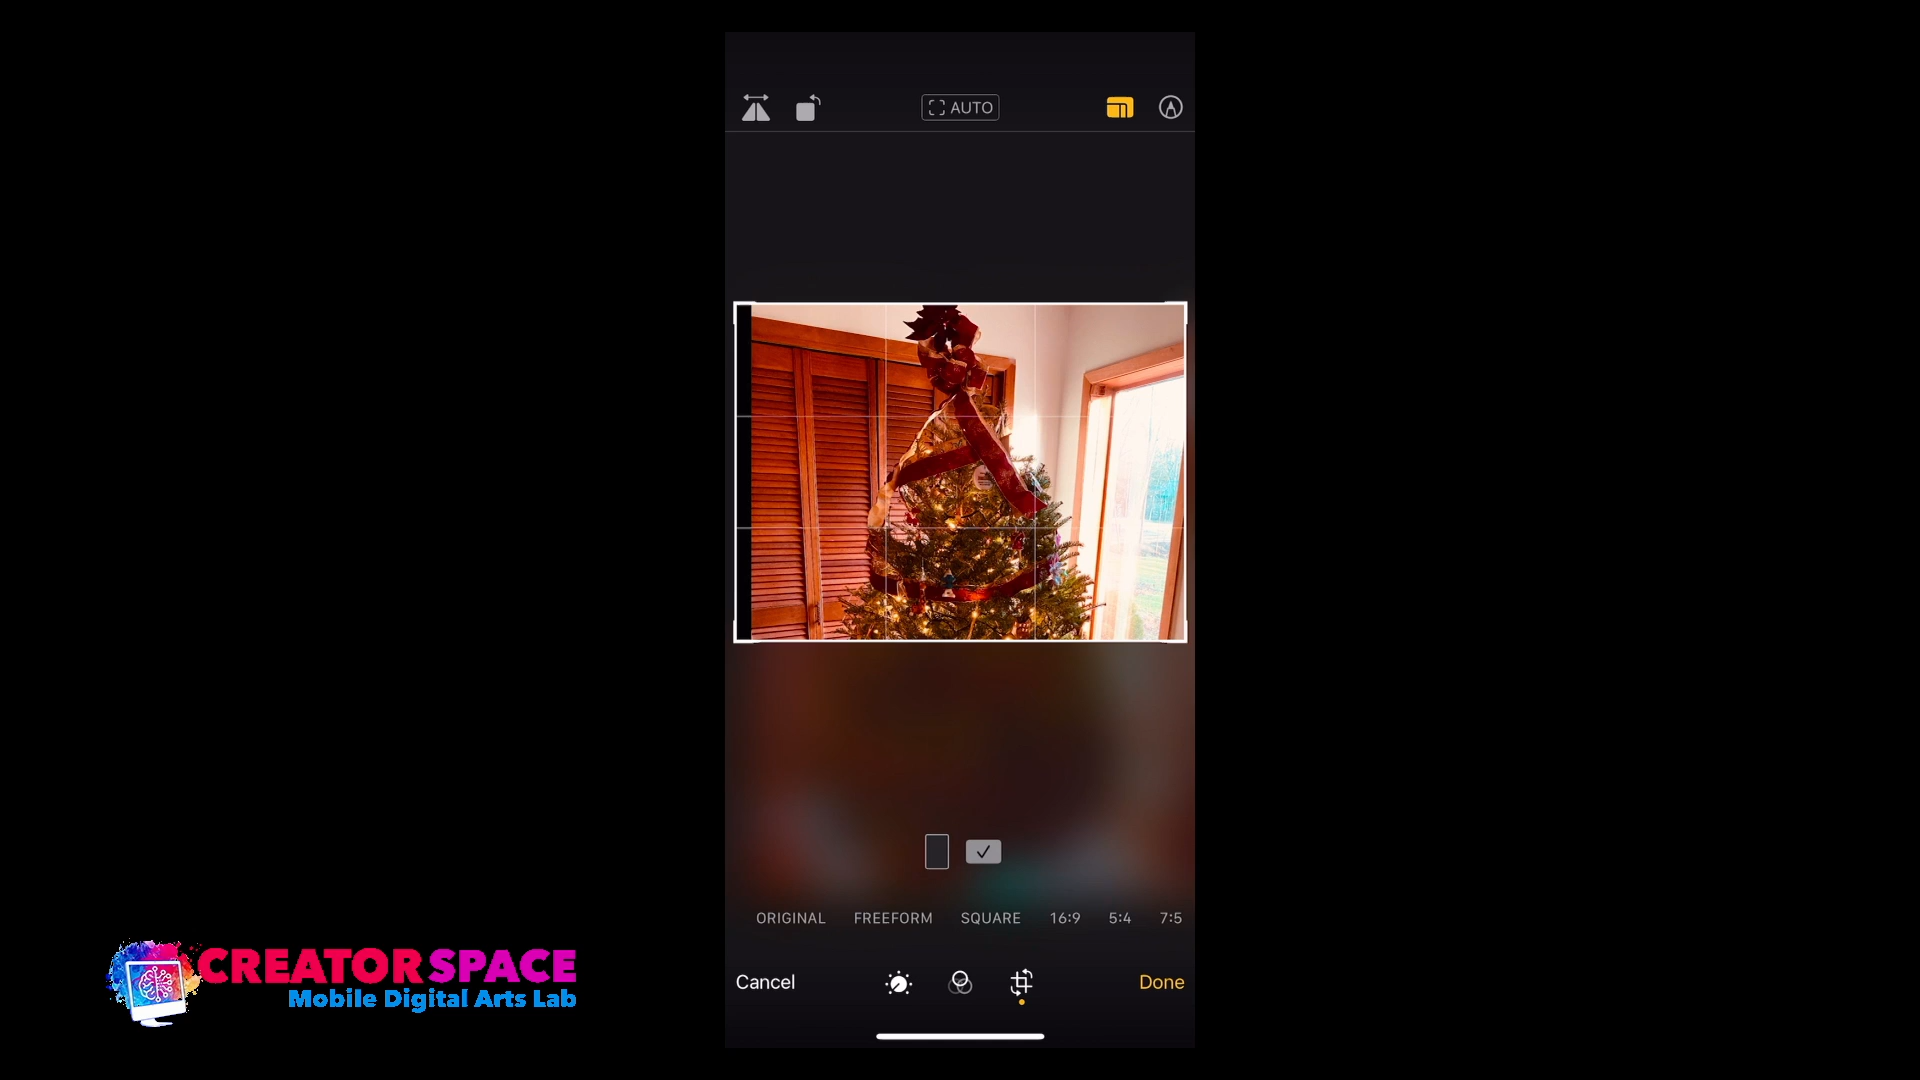 AUTO
ORIGINAL FREEFORM SQUARE 16:9 5:4 7:5
Cancel Done
CREATORSPACE
Mobile Digital Arts Lab